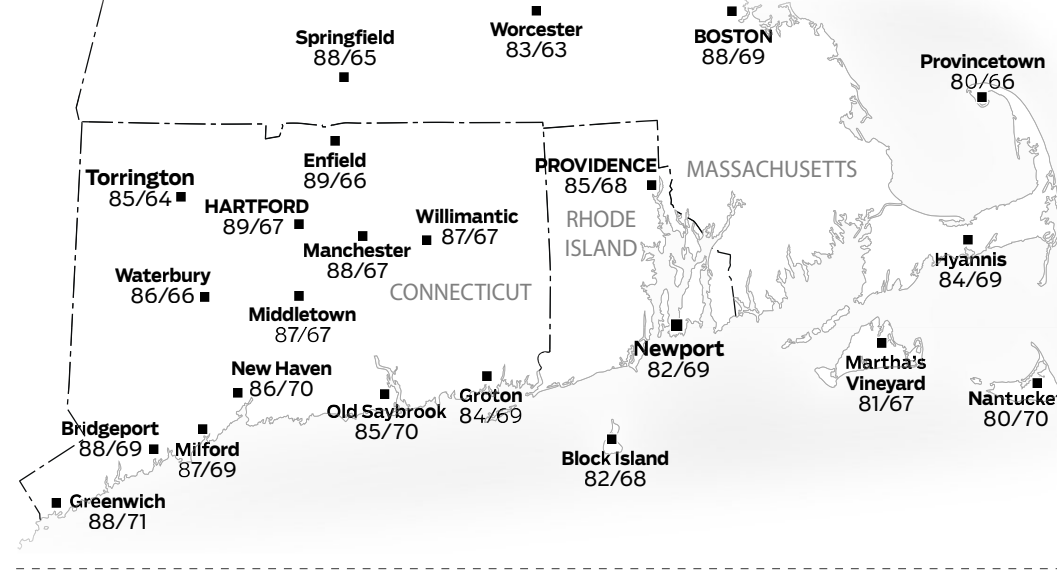 Springfield
88/65
Worcester
83/63
BOSTON
88/69
Provincetown
80/66
Enfield
89/66
Torrington
85/64
HARTFORD
89/67
Manchester
88/67
Willimantic
87/67
PROVIDENCE
85/68
MASSACHUSETTS
RHODE
ISLAND
Waterbury
86/66
CONNECTICUT
Middletown
87/67
Hyannis
84/69
Newport
82/69
Martha's
Vineyard
81/67
New Haven
86/70
Old Saybrook
85/70
Groton
84/69
Nantucke
80/70
Bridgeport
88/69
Milford
87/69
Block Island
82/68
Greenwich
88/71